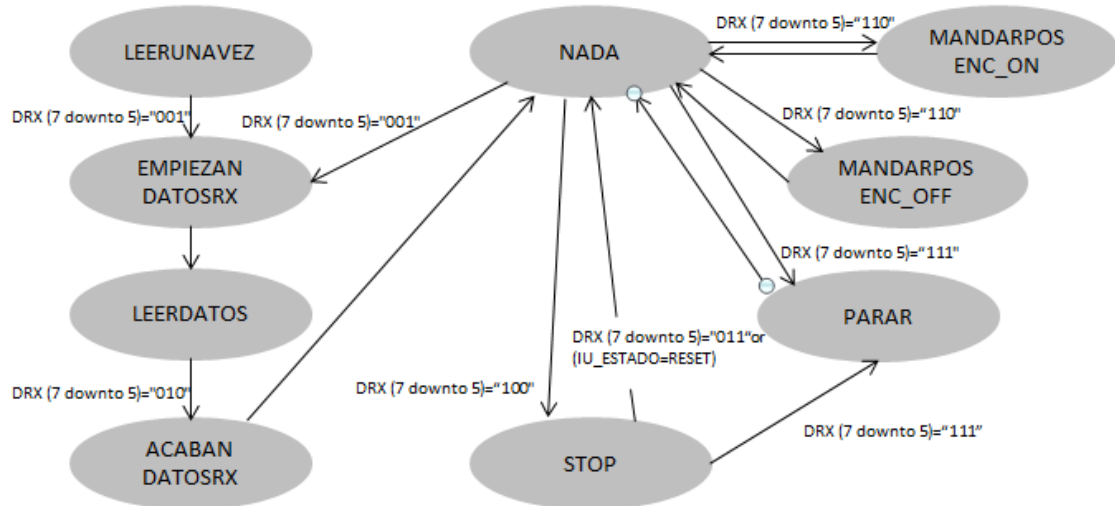 LEERUNAVEZ
NADA
DRX (7 downto 5)=“110”
MANDARPOS
ENC_ON
DRX (7 downto 5)="001"
DRX (7 downto 5)="001"
DRX (7 downto 5)=“110”
EMPIEZAN
DATOSRX
MANDARPOS
ENC_OFF
DRX (7 downto 5)=“111"
LEERDATOS
PARAR
DRX (7 downto 5)="011“or
(IU_ESTADO=RESET)
DRX (7 downto 5)="010"
DRX (7 downto 5)=“100"
DRX (7 downto 5)=“111”
ACABAN
DATOSRX
STOP